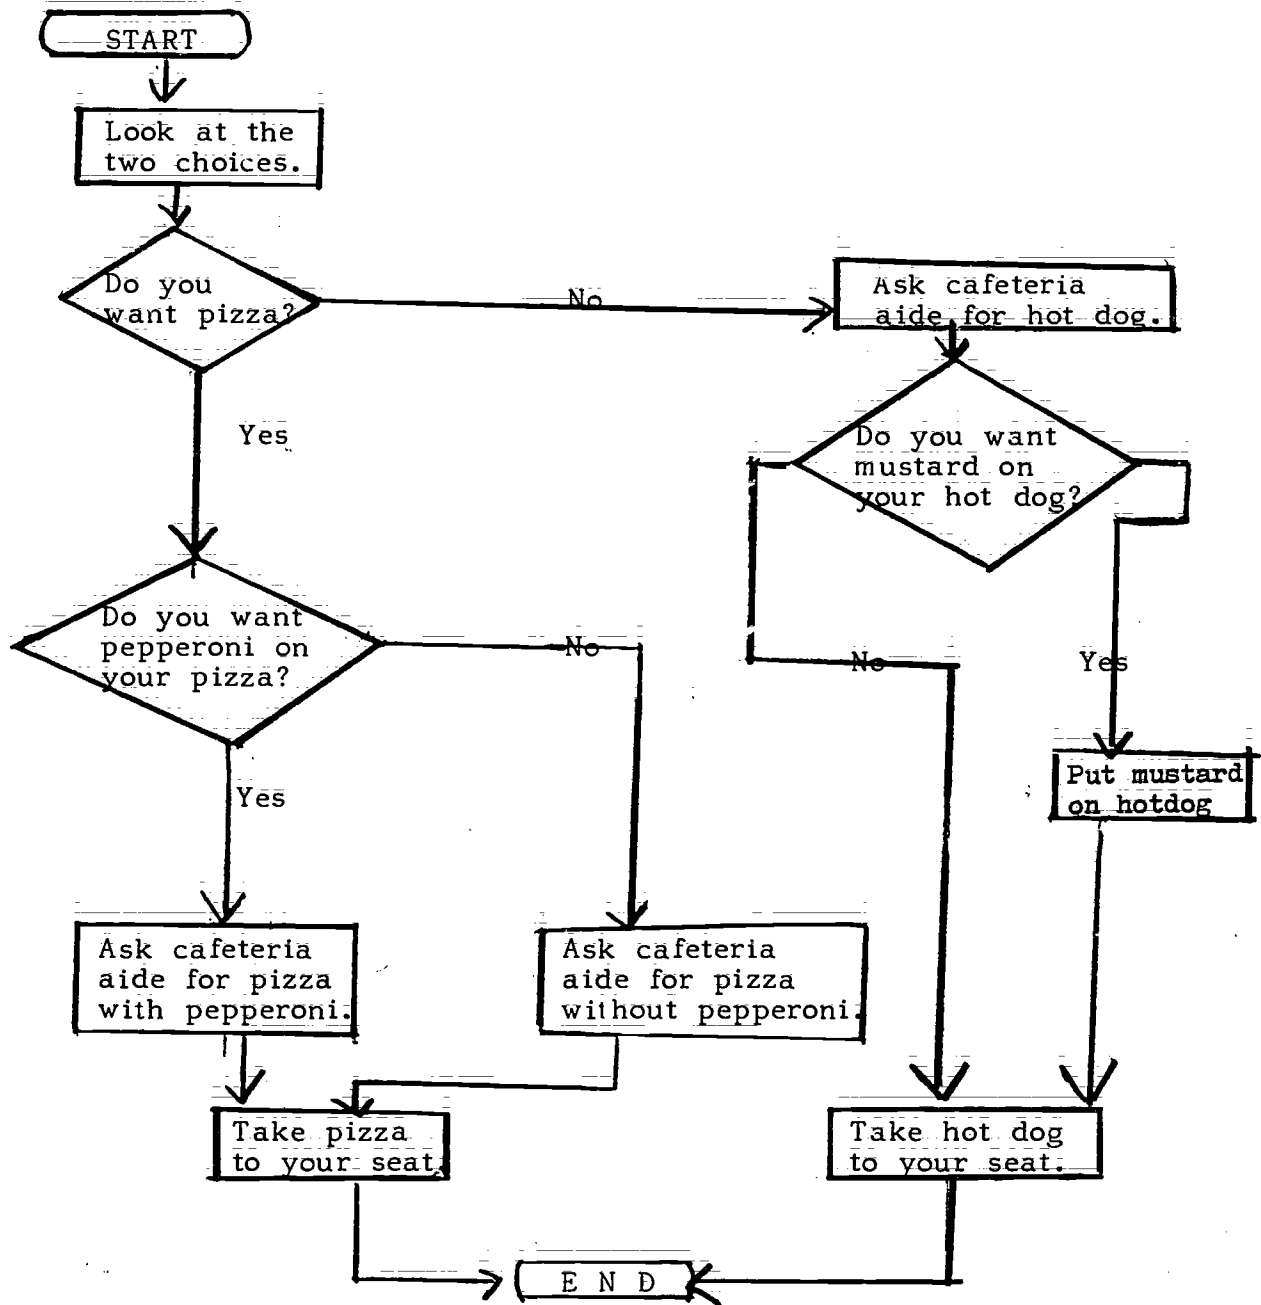 START
Look at the
two choices.
Do you
want pizza?
No
Ask cafeteria
aide for hot dog.
Yes
Do you want
mustard on
your hot dog?
Do you want
pepperoni on
your pizza?
No
No
Yes
Yes
Put mustard
on hotdog
Ask cafeteria
aide for pizza
with pepperoni.
Ask cafeteria
aide for pizza
without pepperoni.
Take pizza
to your seat.
Take hot dog
to your seat.
E N D